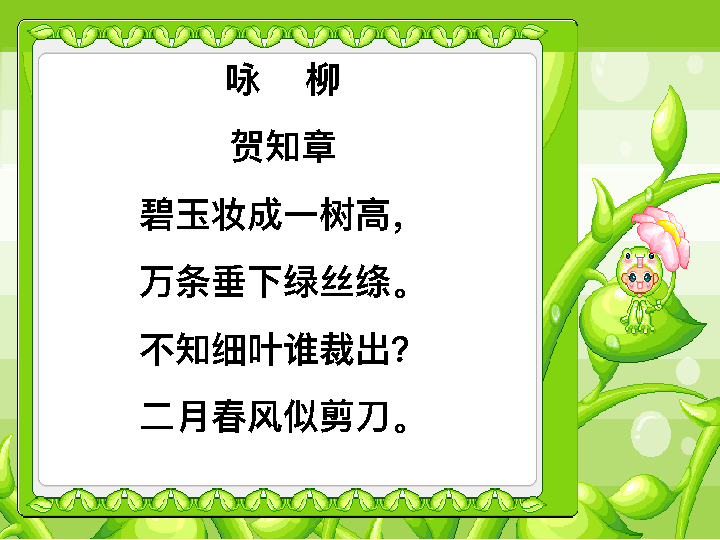 咏 柳
贺知章
碧玉妆成一树高，
万条垂下绿丝绦。
不知细叶谁裁出？
二月春风似剪刀。